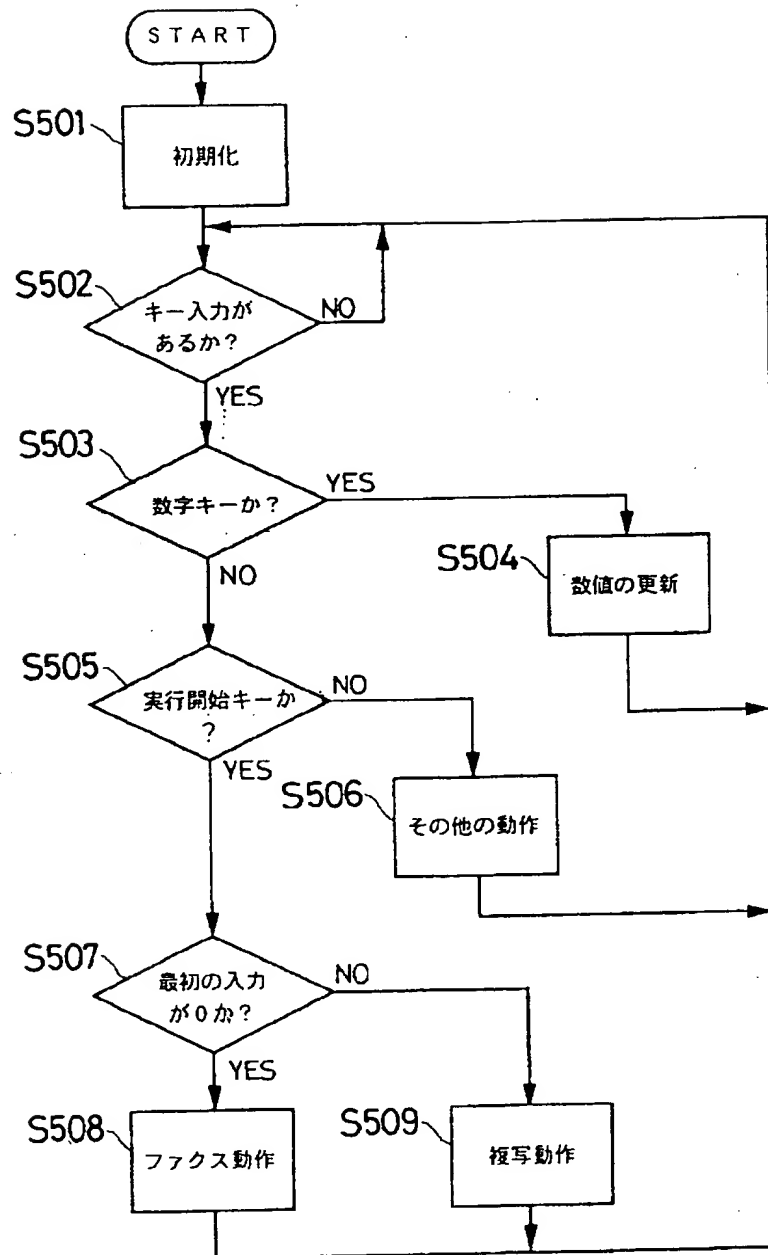 START
S501
初期化
S502
キー入力が
あるか？
NO
YES
S503
数字キーか？
YES
NO
S504
数値の更新
S505
実行開始キーか
？
NO
YES
S506
その他の動作
S507
最初の入力
が0か？
NO
YES
S508
ファクス動作
S509
複写動作